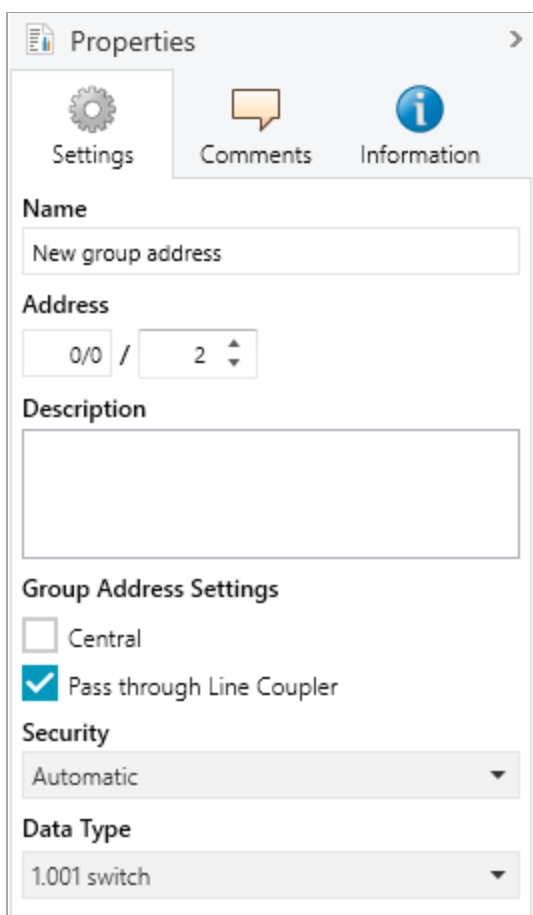 Properties
Settings
Comments
Information
Name
New group address
Address
0/0 / 2
Description
Group Address Settings
Central
Pass through Line Coupler
Security
Automatic
Data Type
1.001 switch